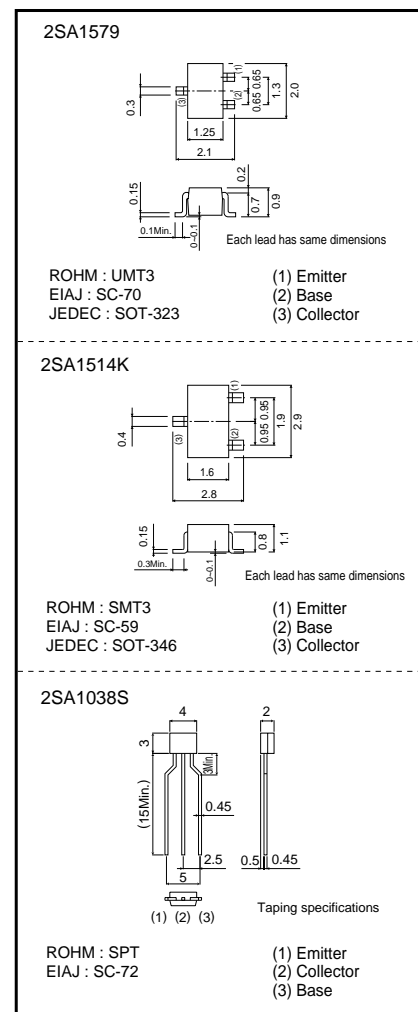 2SA1579
(1)
(2)
(3)
0.3
0.65
0.65
1.3
2.0
1.25
2.1
0.2
0.15
0.7
0.9
0.1Min.
0~0.1
Each lead has same dimensions
ROHM : UMT3
EIAJ : SC-70
JEDEC : SOT-323
(1) Emitter
(2) Base
(3) Collector
2SA1514K
(1)
(2)
(3)
0.4
0.95
0.95
1.9
2.9
1.6
2.8
0.15
0.8
1.1
0.3Min.
0~0.1
Each lead has same dimensions
ROHM : SMT3
EIAJ : SC-59
JEDEC : SOT-346
(1) Emitter
(2) Base
(3) Collector
2SA1038S
4
2
3
3Min.
(15Min.)
0.45
2.5
0.5
0.45
5
(1) (2) (3)
Taping specifications
ROHM : SPT
EIAJ : SC-72
(1) Emitter
(2) Collector
(3) Base